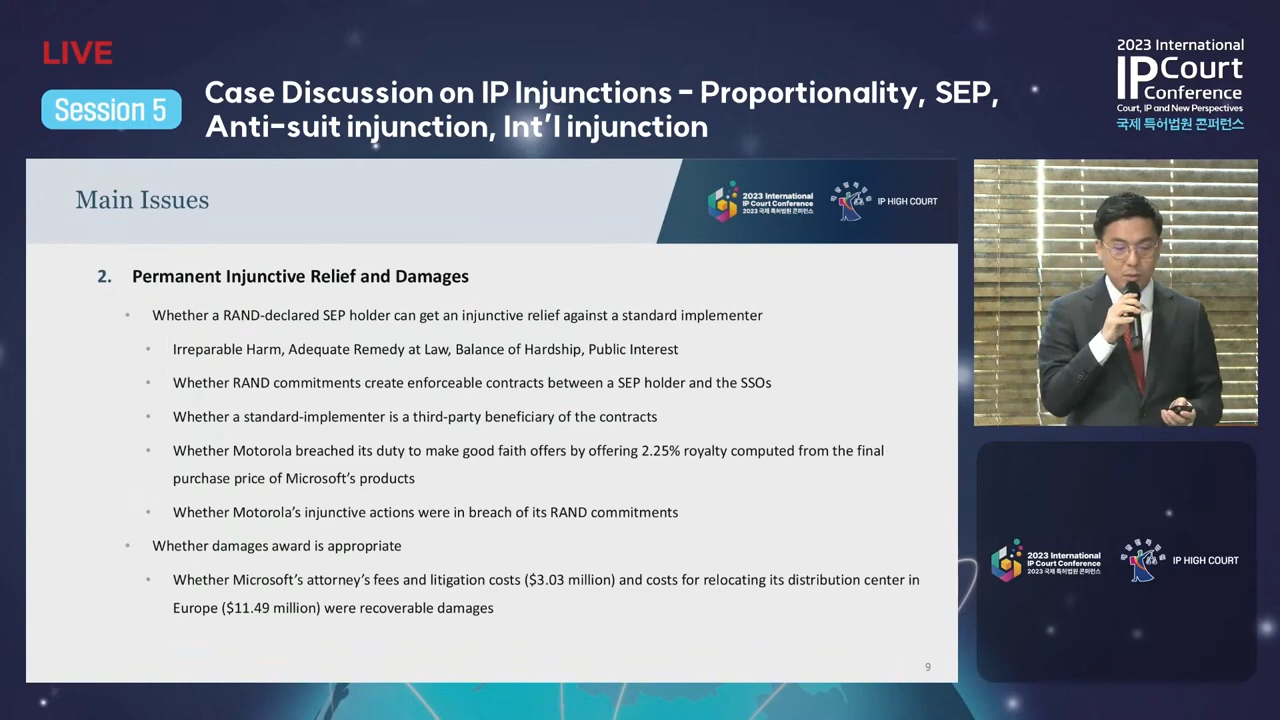 LIVE
Session 5
Case Discussion on IP Injunctions - Proportionality, SEP,
Anti-suit injunction, Int'l injunction
2023 International
IP Court
Conference
Court, IP and New Perspectives
국제 특허법원 콘퍼런스
Main Issues
2023 International
IP Court Conference
2023 국제 특허법원 콘퍼런스
IP HIGH COURT
2. Permanent Injunctive Relief and Damages
• Whether a RAND-declared SEP holder can get an injunctive relief against a standard implementer
• Irreparable Harm, Adequate Remedy at Law, Balance of Hardship, Public Interest
• Whether RAND commitments create enforceable contracts between a SEP holder and the SSOs
• Whether a standard-implementer is a third-party beneficiary of the contracts
• Whether Motorola breached its duty to make good faith offers by offering 2.25% royalty computed from the final
purchase price of Microsoft's products
• Whether Motorola's injunctive actions were in breach of its RAND commitments
• Whether damages award is appropriate
• Whether Microsoft's attorney's fees and litigation costs ($3.03 million) and costs for relocating its distribution center in
Europe ($11.49 million) were recoverable damages
9
2023 International
IP Court Conference
2023 국제 특허법원 콘퍼런스
IP HIGH COURT